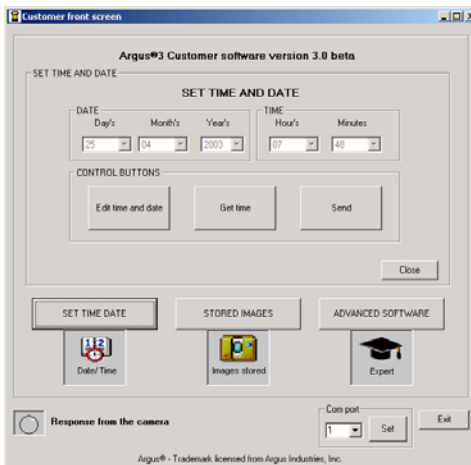 Customer front screen
Argus®3 Customer software version 3.0 beta
SET TIME AND DATE
SET TIME AND DATE
DATE
TIME
Day's Month's Year's Hour's Minutes
25 04 2003 07 48
CONTROL BUTTONS
Edit time and date Get time Send
Close
SET TIME DATE STORED IMAGES ADVANCED SOFTWARE
12
Date/Time Images stored Expert
Response from the camera
Com port
1 Set Exit
Argus® - Trademark licensed from Argus Industries, Inc.